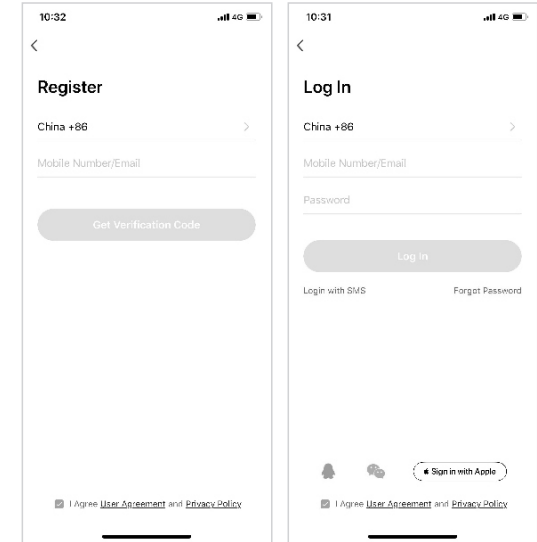 10:32
4G
Register
China +86
Mobile Number/Email
Get Verification Code
I Agree User Agreement and Privacy Policy
10:31
4G
Log In
China +86
Mobile Number/Email
Password
Log In
Login with SMS
Forgot Password
Sign in with Apple
I Agree User Agreement and Privacy Policy